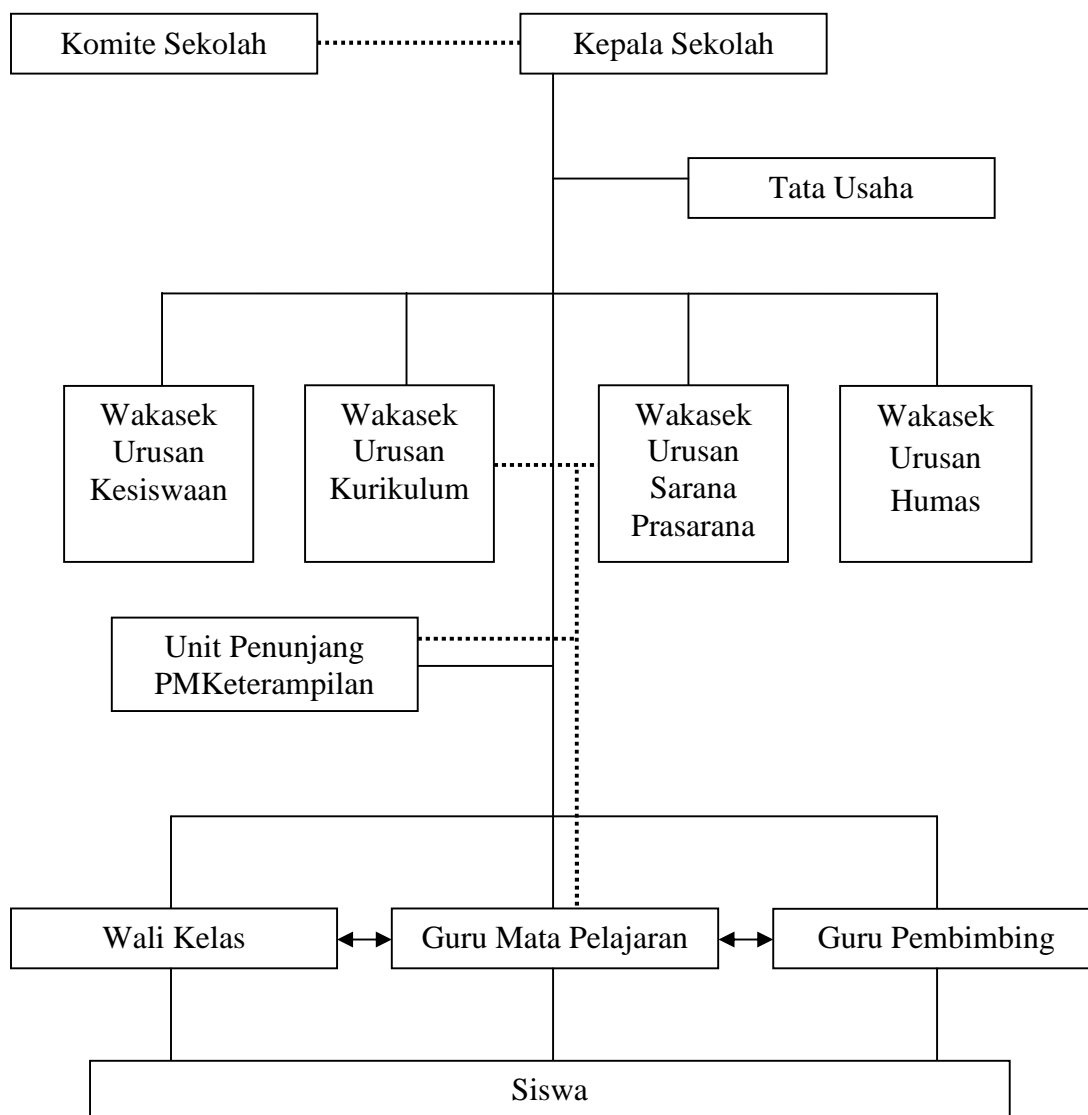 Komite Sekolah
Kepala Sekolah
Tata Usaha
Wakasek
Urusan
Kesiswaan
Wakasek
Urusan
Kurikulum
Wakasek
Urusan
Sarana
Prasarana
Wakasek
Urusan
Humas
Unit Penunjang
PMKeterampilan
Wali Kelas
Guru Mata Pelajaran
Guru Pembimbing
Siswa